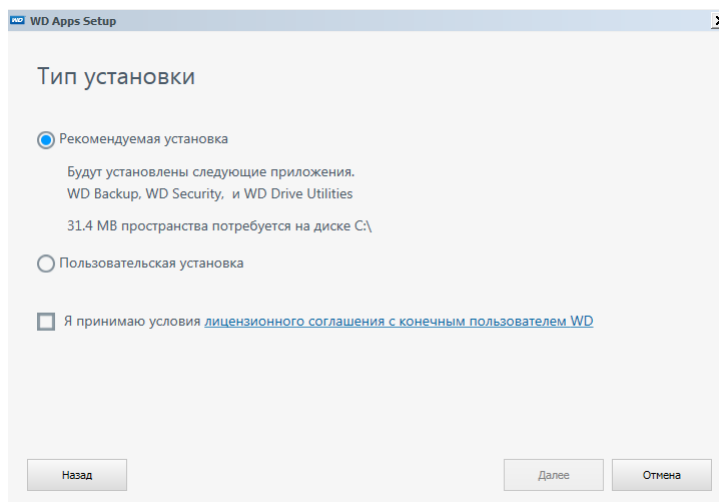 WD WD Apps Setup
Тип установки
Рекомендуемая установка
Будут установлены следующие приложения.
WD Backup, WD Security, и WD Drive Utilities
31.4 MB пространства потребуется на диске C:\
Пользовательская установка
Я принимаю условия лицензионного соглашения с конечным пользователем WD
Назад
Далее
Отмена